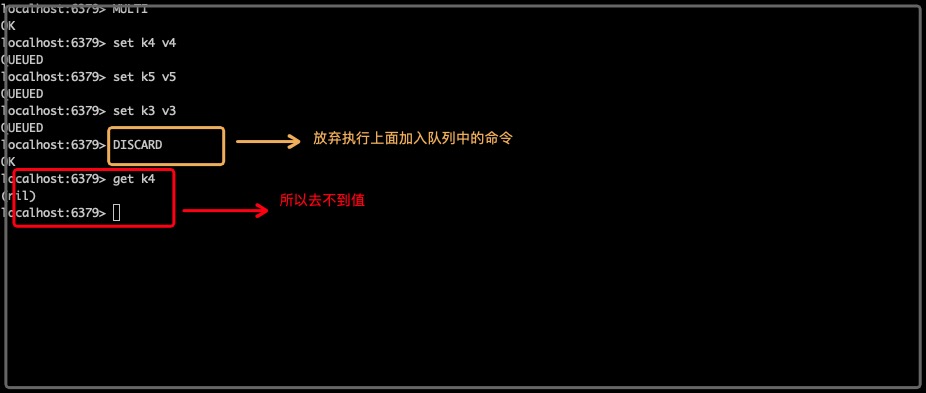 localhost:6379> MULTI
OK
localhost:6379> set k4 v4
QUEUED
localhost:6379> set k5 v5
QUEUED
localhost:6379> set k3 v3
QUEUED
localhost:6379> DISCARD
放弃执行上面加入队列中的命令
OK
localhost:6379> get k4
(nil)
所以去不到值
localhost:6379>